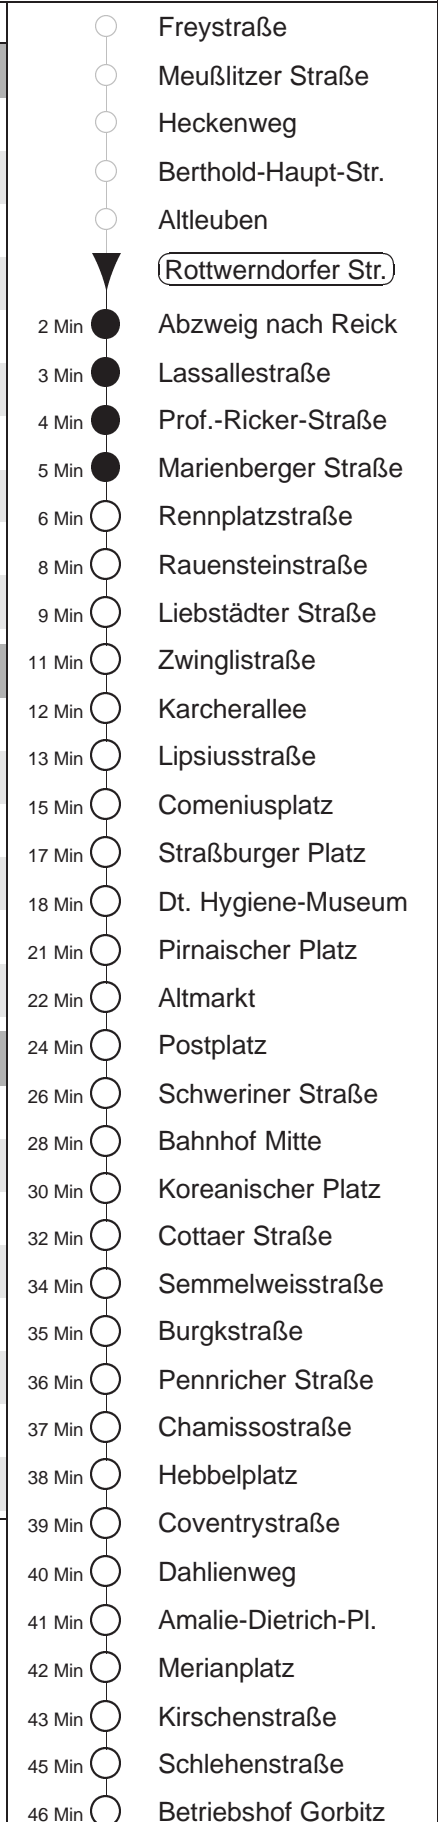 Freystraße
Meußlitzer Straße
Heckenweg
Berthold-Haupt-Str.
Altleuben
Rottwerndorfer Str.
2 Min Abzweig nach Reick
3 Min Lassallestraße
4 Min Prof.-Ricker-Straße
5 Min Marienberger Straße
6 Min Rennplatzstraße
8 Min Rauensteinstraße
9 Min Liebstädter Straße
11 Min Zwinglistraße
12 Min Karcherallee
13 Min Lipsiusstraße
15 Min Comeniusplatz
17 Min Straßburger Platz
18 Min Dt. Hygiene-Museum
21 Min Pirnaischer Platz
22 Min Altmarkt
24 Min Postplatz
26 Min Schweriner Straße
28 Min Bahnhof Mitte
30 Min Koreanischer Platz
32 Min Cottaer Straße
34 Min Semmelweisstraße
35 Min Burgkstraße
36 Min Pennricher Straße
37 Min Chamissostraße
38 Min Hebbelplatz
39 Min Coventrystraße
40 Min Dahlienweg
41 Min Amalie-Dietrich-Pl.
42 Min Merianplatz
43 Min Kirschenstraße
45 Min Schlehenstraße
46 Min Betriebshof Gorbitz